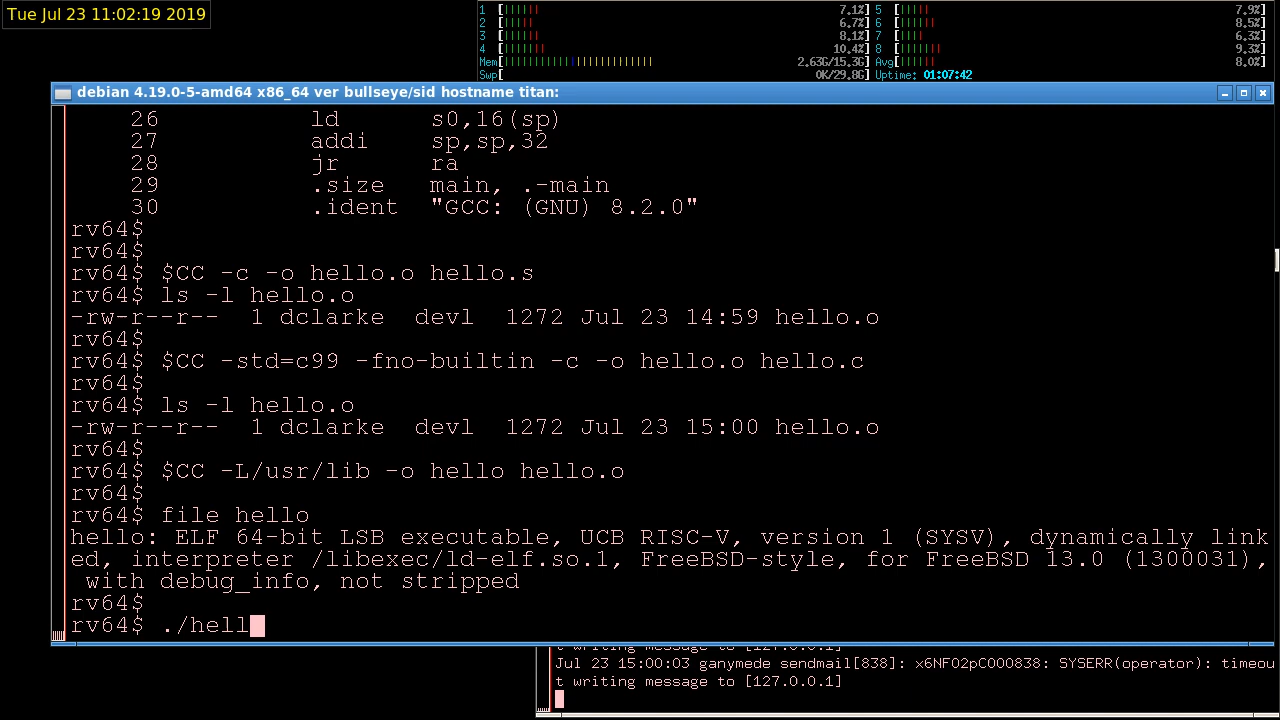 Tue Jul 23 11:02:19 2019
1 [||||||| 7.1%] 5 [||||||| 7.9%]
2 [|||||| 6.7%] 6 [|||||||| 8.5%]
3 [||||||| 8.1%] 7 [|||||| 6.3%]
4 [|||||||| 10.4%] 8 [||||||||| 9.3%]
Mem[||||||||||||||||||||||||||||||| 2.63G/15.3G] Avg[|||||||| 8.0%]
Swp[ 0K/29.8G] Uptime: 01:07:42
debian 4.19.0-5-amd64 x86_64 ver bullseye/sid hostname titan:
26 ld s0,16(sp)
27 addi sp,sp,32
28 jr ra
29 .size main, .-main
30 .ident "GCC: (GNU) 8.2.0"
rv64$
rv64$
rv64$ $CC -c -o hello.o hello.s
rv64$ ls -l hello.o
-rw-r--r-- 1 dclarke devl 1272 Jul 23 14:59 hello.o
rv64$
rv64$ $CC -std=c99 -fno-builtin -c -o hello.o hello.c
rv64$
rv64$ ls -l hello.o
-rw-r--r-- 1 dclarke devl 1272 Jul 23 15:00 hello.o
rv64$
rv64$ $CC -L/usr/lib -o hello hello.o
rv64$
rv64$ file hello
hello: ELF 64-bit LSB executable, UCB RISC-V, version 1 (SYSV), dynamically link
ed, interpreter /libexec/ld-elf.so.1, FreeBSD-style, for FreeBSD 13.0 (1300031),
with debug_info, not stripped
rv64$
rv64$ ./hell
t writing message to [127.0.0.1]
Jul 23 15:00:03 ganymede sendmail[838]: x6NF02pC000838: SYSERR(operator): timeou
t writing message to [127.0.0.1]